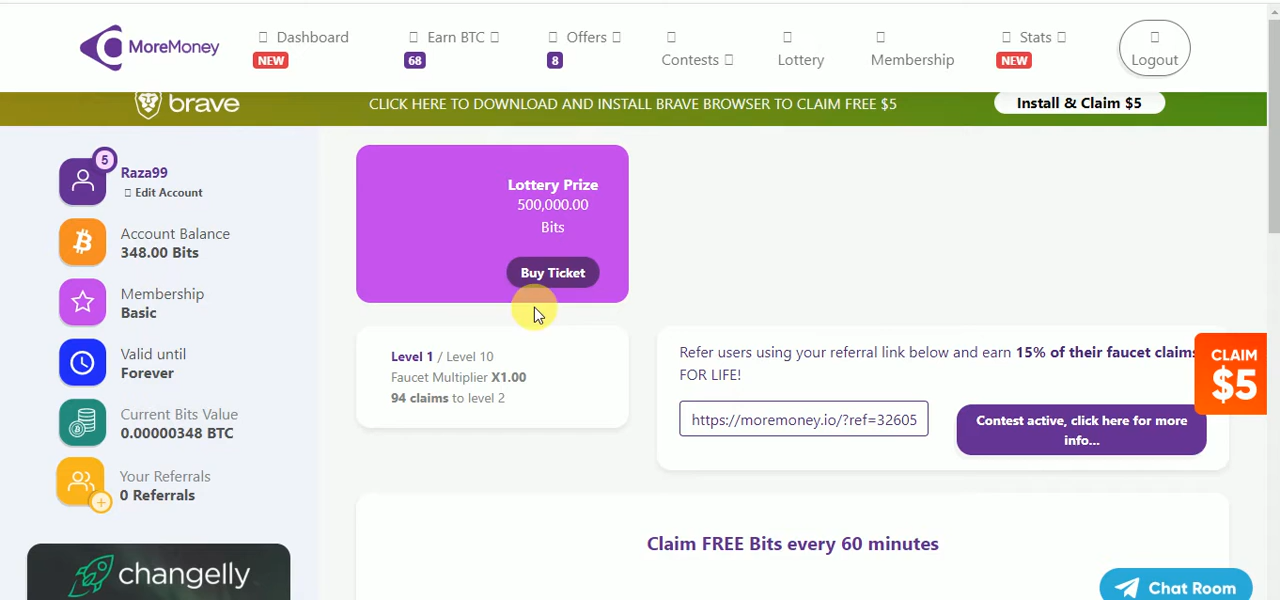 MoreMoney
Dashboard
NEW
Earn BTC
68
Offers
8
Contests
Lottery
Membership
Stats
NEW
Logout
brave
CLICK HERE TO DOWNLOAD AND INSTALL BRAVE BROWSER TO CLAIM FREE $5
Install & Claim $5
5
Raza99
Edit Account
Account Balance
348.00 Bits
Membership
Basic
Valid until
Forever
Current Bits Value
0.00000348 BTC
Your Referrals
0 Referrals
changelly
Lottery Prize
500,000.00
Bits
Buy Ticket
Level 1 / Level 10
Faucet Multiplier X1.00
94 claims to level 2
Refer users using your referral link below and earn 15% of their faucet claims
FOR LIFE!
https://moremoney.io/?ref=32605
Contest active, click here for more
info...
CLAIM
$5
Claim FREE Bits every 60 minutes
Chat Room